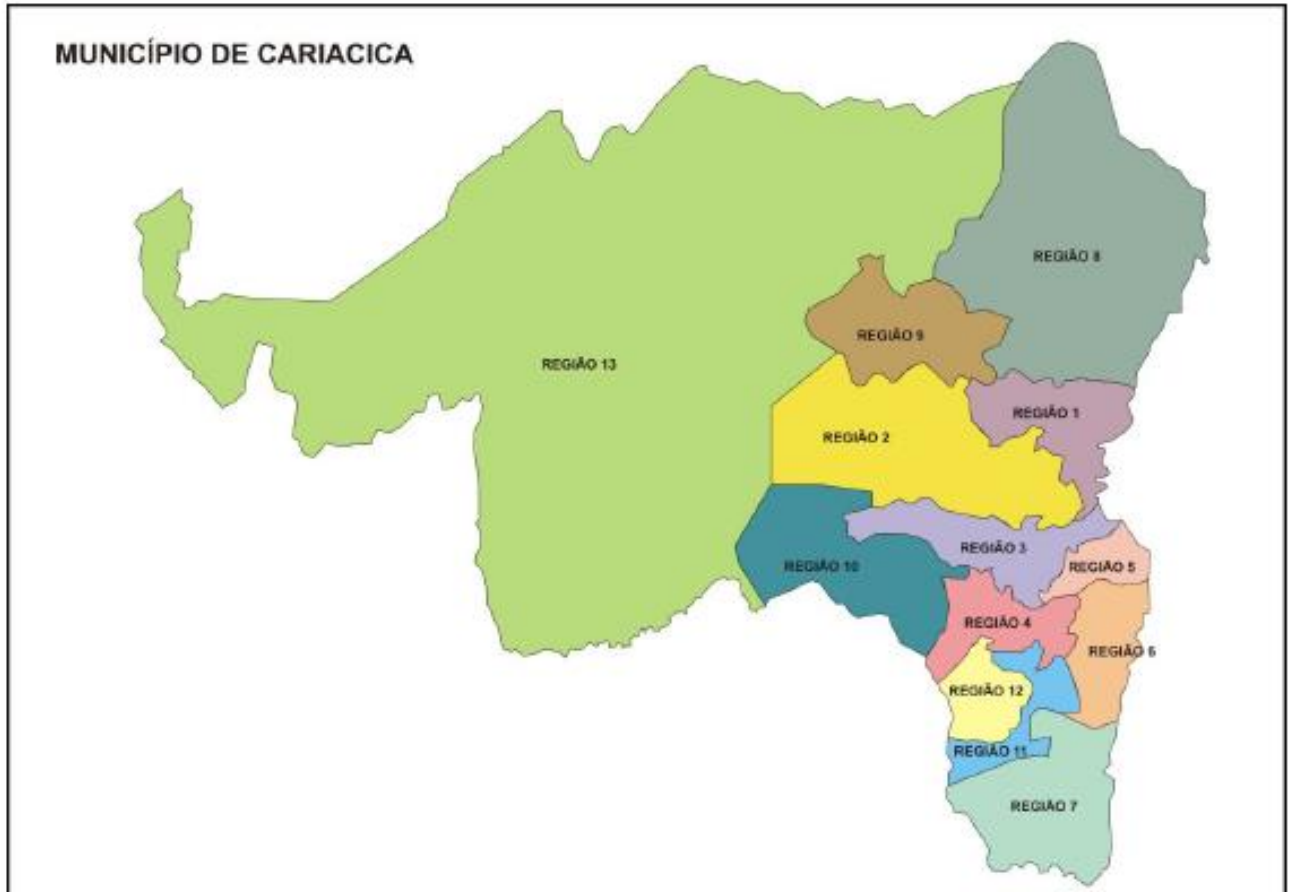 MUNICÍPIO DE CARIACICA
REGIÃO 8
REGIÃO 9
REGIÃO 13
REGIÃO 1
REGIÃO 2
REGIÃO 3
REGIÃO 10
REGIÃO 5
REGIÃO 4
REGIÃO 6
REGIÃO 12
REGIÃO 11
REGIÃO 7